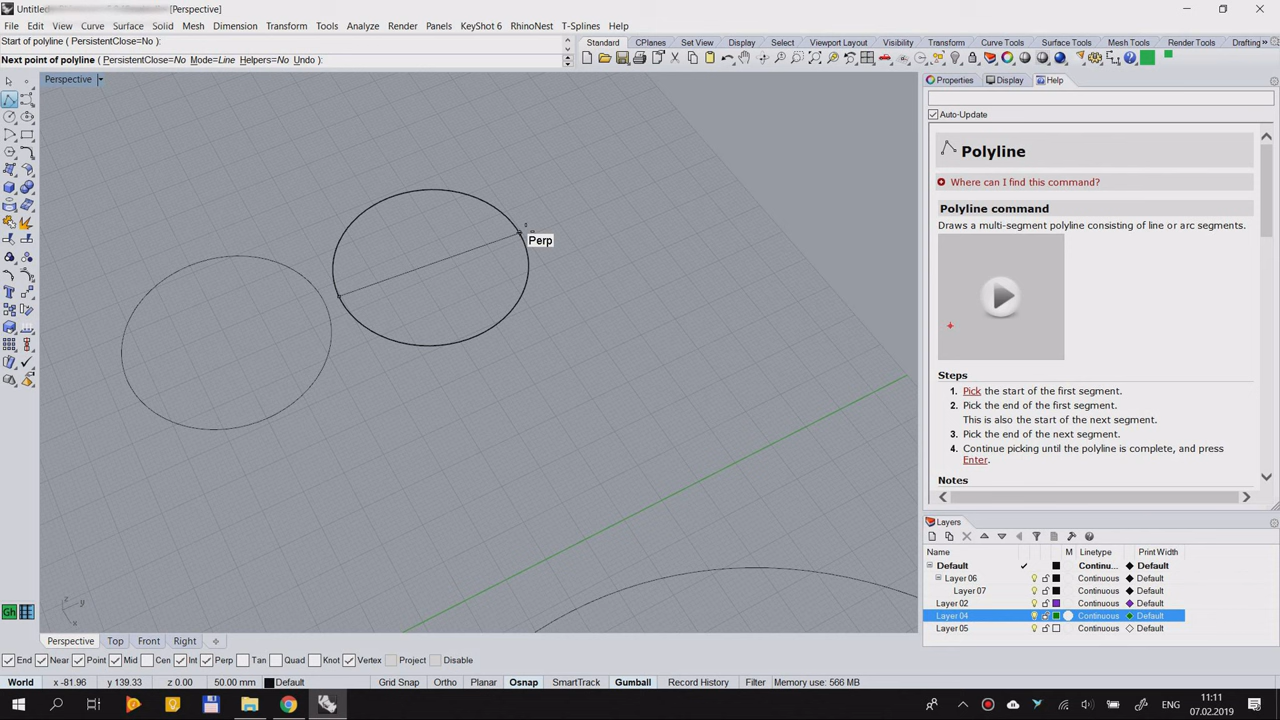 Untitled [Perspective]
File Edit View Curve Surface Solid Mesh Dimension Transform Tools Analyze Render Panels KeyShot 6 RhinoNest T-Splines Help
Start of polyline ( PersistentClose=No ):
Standard CPlanes Set View Display Select Viewport Layout Visibility Transform Curve Tools Surface Tools Mesh Tools Render Tools Drafting »
Next point of polyline ( PersistentClose=No Mode=Line Helpers=No Undo ):
Perspective
Properties Display Help
Auto-Update
Polyline
Where can I find this command?
Polyline command
Draws a multi-segment polyline consisting of line or arc segments.
Perp
Steps
1. Pick the start of the first segment.
2. Pick the end of the first segment.
This is also the start of the next segment.
3. Pick the end of the next segment.
4. Continue picking until the polyline is complete, and press
Enter.
Notes
Layers
Name M Linetype Print Width
Default Continu... Default
Layer 06 Continuous Default
Layer 07 Continuous Default
Layer 02 Continuous Default
Layer 04 Continuous Default
Layer 05 Continuous Default
z y
x
Gh
Perspective Top Front Right
End Near Point Mid Cen Int Perp Tan Quad Knot Vertex Project Disable
World x -81.96 y 139.33 z 0.00 50.00 mm Default Grid Snap Ortho Planar Osnap SmartTrack Gumball Record History Filter Memory use: 566 MB
ENG 11:11
07.02.2019